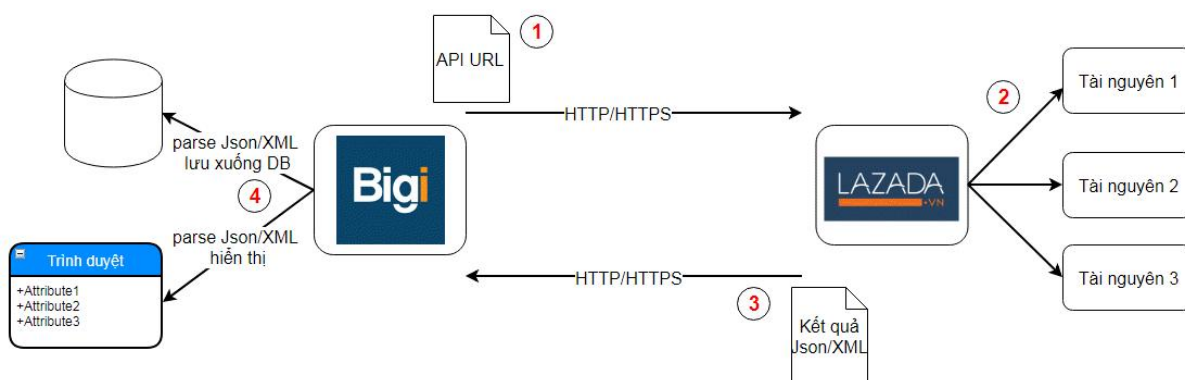 1
API URL
HTTP/HTTPS
2
Tài nguyên 1
parse Json/XML
lưu xuống DB
Bigi
LAZADA
.VN
Tài nguyên 2
4
parse Json/XML
hiển thị
Trình duyệt
+Attribute1
+Attribute2
+Attribute3
HTTP/HTTPS
3
Kết quả
Json/XML
Tài nguyên 3